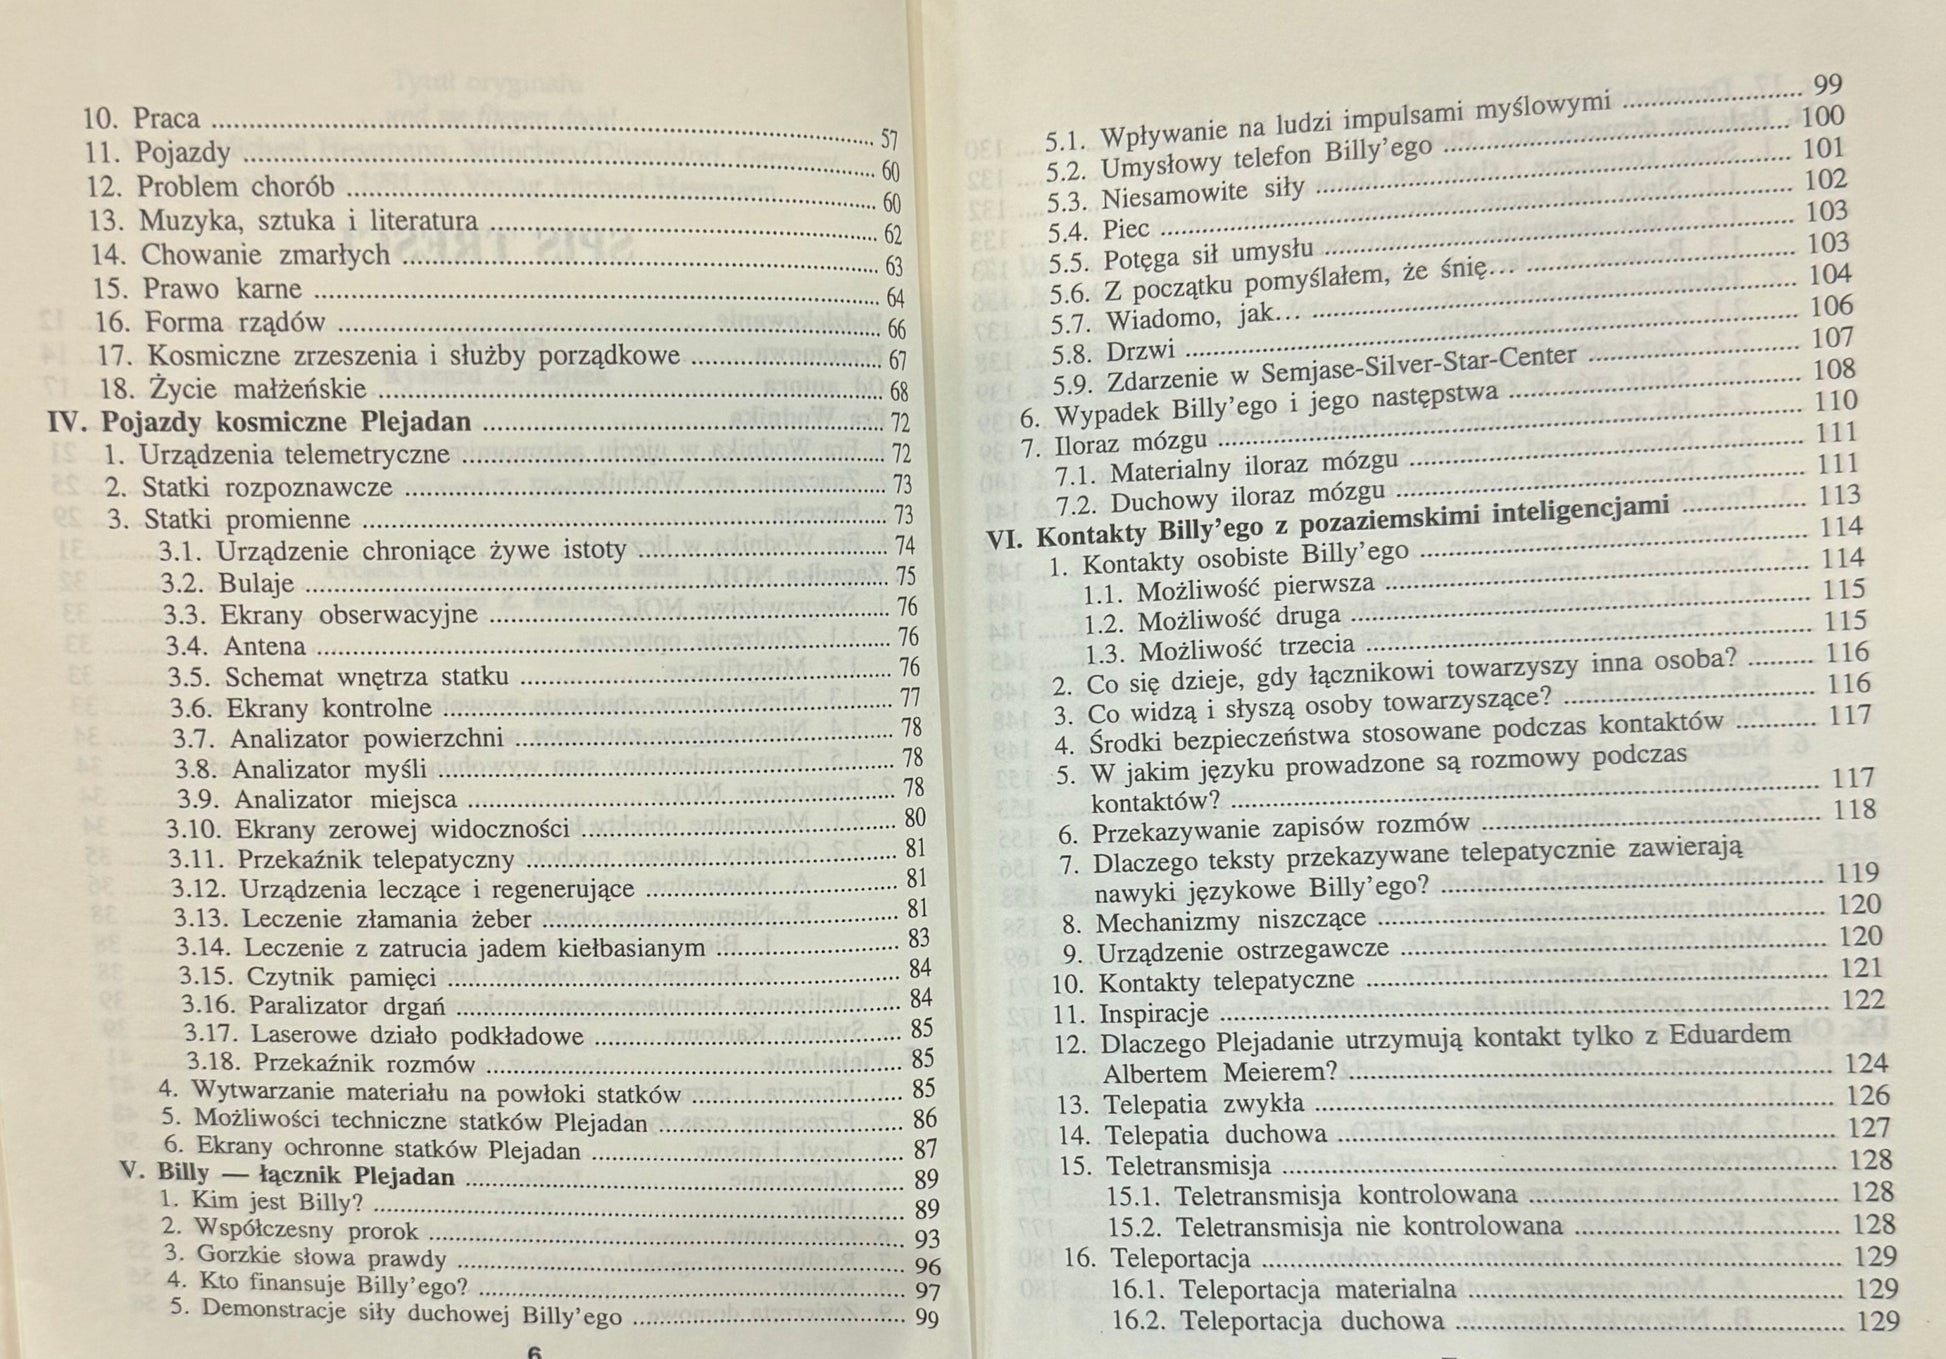 10. Praca ........ 57
11. Pojazdy ........ 60
12. Problem chorób ........ 60
13. Muzyka, sztuka i literatura ........ 62
14. Chowanie zmarłych ........ 63
15. Prawo karne ........ 64
16. Forma rządów ........ 66
17. Kosmiczne zrzeszenia i służby porządkowe ........ 67
18. Życie małżeńskie ........ 68
IV. Pojazdy kosmiczne Plejadan ........ 72
1. Urządzenia telemetryczne ........ 72
2. Statki rozpoznawcze ........ 73
3. Statki promienne ........ 73
3.1. Urządzenie chroniące żywe istoty ........ 74
3.2. Bulaje ........ 75
3.3. Ekrany obserwacyjne ........ 76
3.4. Antena ........ 76
3.5. Schemat wnętrza statku ........ 76
3.6. Ekrany kontrolne ........ 77
3.7. Analizator powierzchni ........ 78
3.8. Analizator myśli ........ 78
3.9. Analizator miejsca ........ 78
3.10. Ekrany zerowej widoczności ........ 80
3.11. Przekaźnik telepatyczny ........ 81
3.12. Urządzenia leczące i regenerujące ........ 81
3.13. Leczenie złamania żeber ........ 81
3.14. Leczenie z zatrucia jadem kiełbasianym ........ 83
3.15. Czytnik pamięci ........ 84
3.16. Paralizator drgań ........ 84
3.17. Laserowe działo podkładowe ........ 85
3.18. Przekaźnik rozmów ........ 85
4. Wytwarzanie materiału na powłoki statków ........ 85
5. Możliwości techniczne statków Plejadan ........ 86
6. Ekrany ochronne statków Plejadan ........ 87
V. Billy — łącznik Plejadan ........ 89
1. Kim jest Billy? ........ 89
2. Współczesny prorok ........ 93
3. Gorzkie słowa prawdy ........ 96
4. Kto finansuje Billy'ego? ........ 97
5. Demonstracje siły duchowej Billy'ego ........ 99
6
5.1. Wpływanie na ludzi impulsami myślowymi ........ 99
5.2. Umysłowy telefon Billy'ego ........ 100
5.3. Niesamowite siły ........ 101
5.4. Piec ........ 102
5.5. Potęga sił umysłu ........ 103
5.6. Z początku pomyślałem, że śnię... ........ 103
5.7. Wiadomo, jak... ........ 104
5.8. Drzwi ........ 106
5.9. Zdarzenie w Semjase-Silver-Star-Center ........ 107
6. Wypadek Billy'ego i jego następstwa ........ 108
7. Iloraz mózgu ........ 110
7.1. Materialny iloraz mózgu ........ 111
7.2. Duchowy iloraz mózgu ........ 111
VI. Kontakty Billy'ego z pozaziemskimi inteligencjami ........ 113
1. Kontakty osobiste Billy'ego ........ 114
1.1. Możliwość pierwsza ........ 114
1.2. Możliwość druga ........ 115
1.3. Możliwość trzecia ........ 115
2. Co się dzieje, gdy łącznikowi towarzyszy inna osoba? ........ 116
3. Co widzą i słyszą osoby towarzyszące? ........ 116
4. Środki bezpieczeństwa stosowane podczas kontaktów ........ 117
5. W jakim języku prowadzone są rozmowy podczas
kontaktów? ........ 117
6. Przekazywanie zapisów rozmów ........ 118
7. Dlaczego teksty przekazywane telepatycznie zawierają
nawyki językowe Billy'ego? ........ 119
8. Mechanizmy niszczące ........ 120
9. Urządzenie ostrzegawcze ........ 120
10. Kontakty telepatyczne ........ 121
11. Inspiracje ........ 122
12. Dlaczego Plejadanie utrzymują kontakt tylko z Eduardem
Albertem Meierem? ........ 124
13. Telepatia zwykła ........ 126
14. Telepatia duchowa ........ 127
15. Teletransmisja ........ 128
15.1. Teletransmisja kontrolowana ........ 128
15.2. Teletransmisja nie kontrolowana ........ 128
16. Teleportacja ........ 129
16.1. Teleportacja materialna ........ 129
16.2. Teleportacja duchowa ........ 129